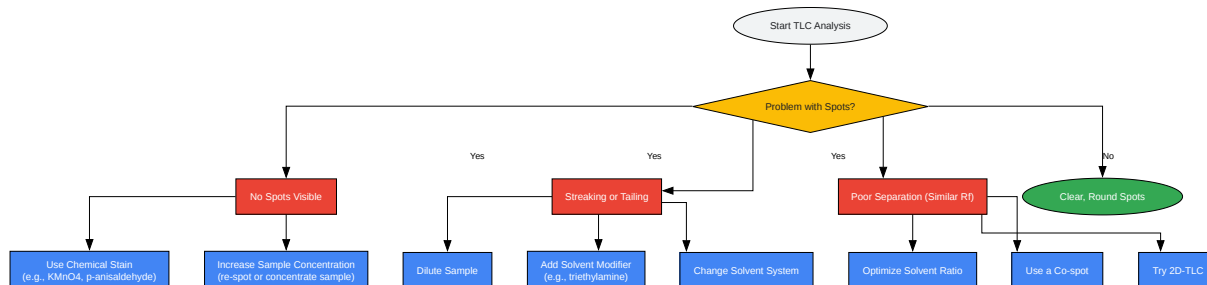 Start TLC Analysis
Problem with Spots?
Yes
Yes
Yes
No
No Spots Visible
Streaking or Tailing
Poor Separation (Similar Rf)
Clear, Round Spots
Use Chemical Stain
(e.g., KMnO4, p-anisaldehyde)
Increase Sample Concentration
(re-spot or concentrate sample)
Dilute Sample
Add Solvent Modifier
(e.g., triethylamine)
Change Solvent System
Optimize Solvent Ratio
Use a Co-spot
Try 2D-TLC